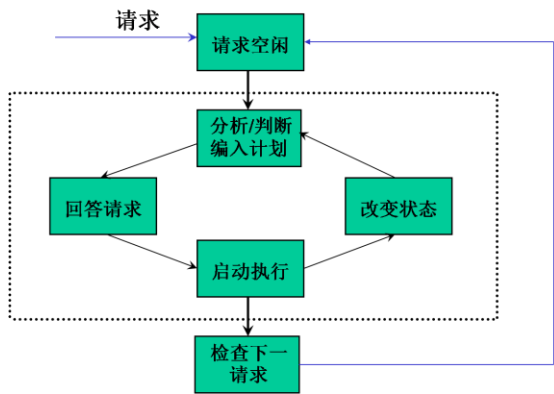 请求
请求空闲
分析/判断
编入计划
回答请求
改变状态
启动执行
检查下一
请求